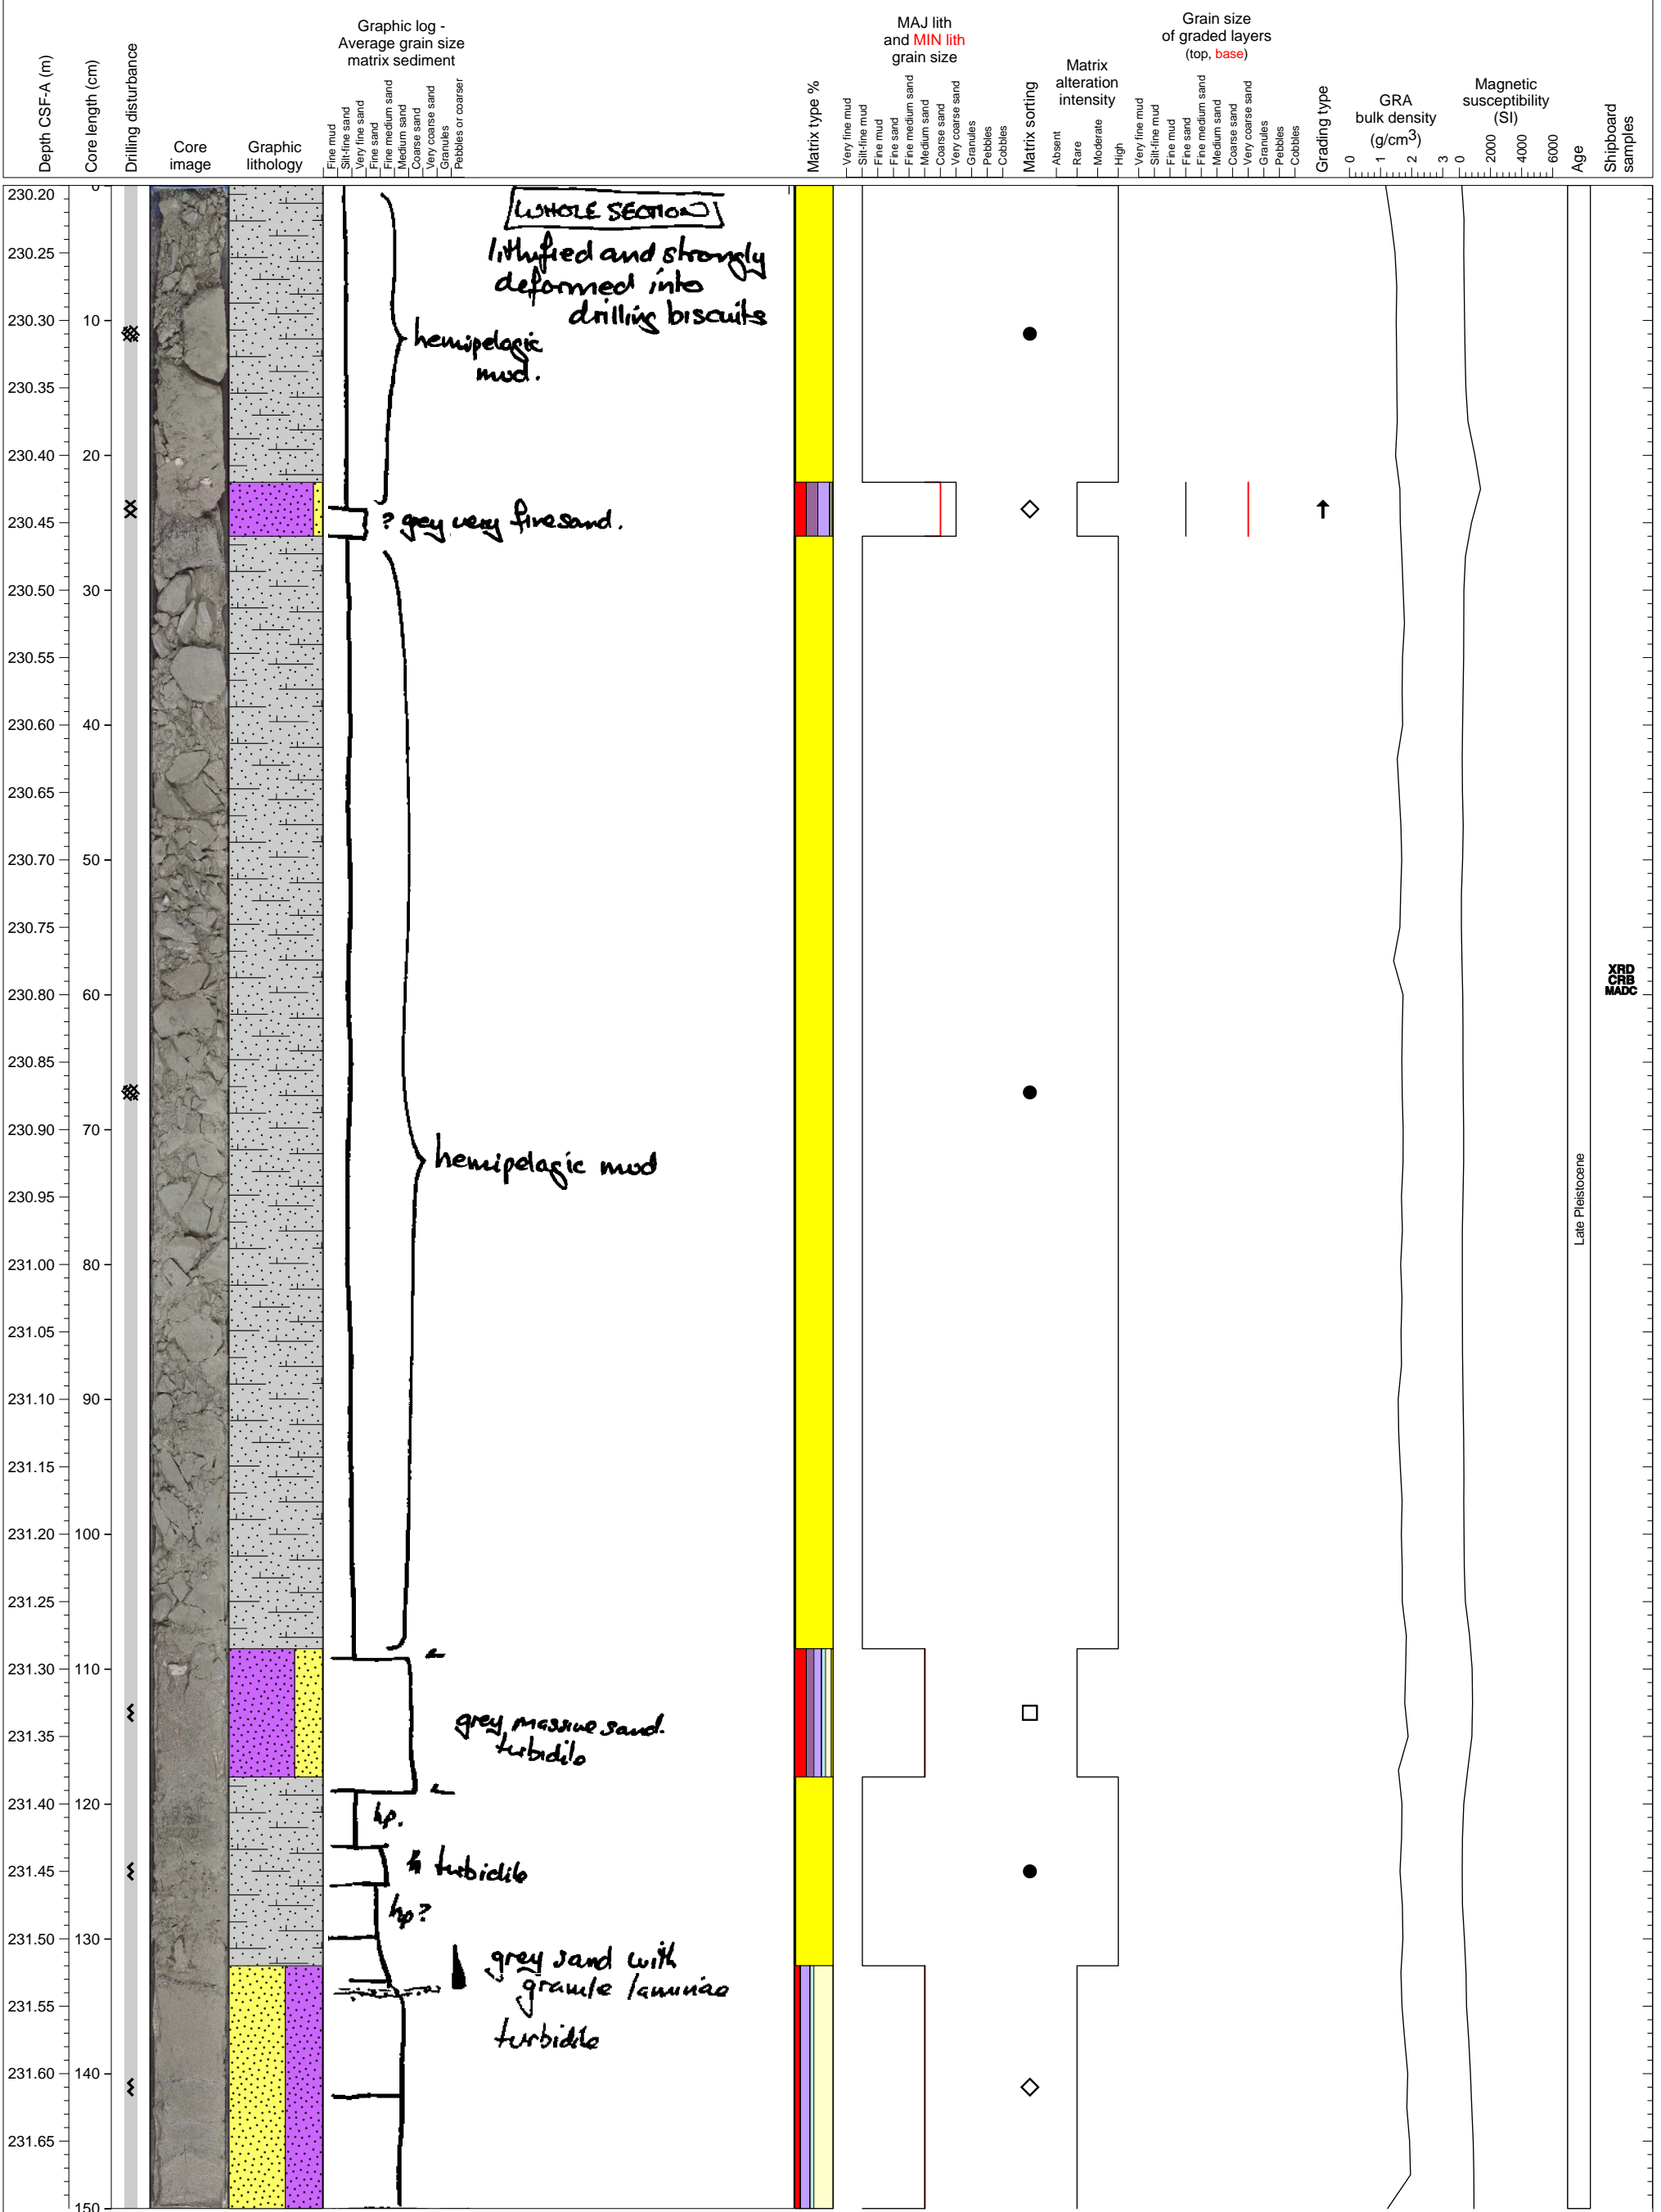 Depth CSF-A (m)
Core length (cm)
Drilling disturbance
Core
image
Graphic
lithology
Graphic log -
Average grain size
matrix sediment
Fine mud
Silt-fine sand
Very fine sand
Fine sand
Fine medium sand
Medium sand
Coarse sand
Very coarse sand
Granules
Pebbles or coarser
Matrix type %
MAJ lith
and MIN lith
grain size
Very fine mud
Silt-fine mud
Fine mud
Fine sand
Fine medium sand
Medium sand
Coarse sand
Very coarse sand
Granules
Pebbles
Cobbles
Matrix sorting
Matrix
alteration
intensity
Absent
Rare
Moderate
High
Grain size
of graded layers
(top, base)
Very fine mud
Silt-fine mud
Fine mud
Fine sand
Fine medium sand
Medium sand
Coarse sand
Very coarse sand
Granules
Pebbles
Cobbles
Grading type
GRA
bulk density
(g/cm3)
0 1 2 3
Magnetic
susceptibility
(SI)
0 2000 4000 6000
Age
Shipboard
samples
230.20
230.25
230.30
230.35
230.40
230.45
230.50
230.55
230.60
230.65
230.70
230.75
230.80
230.85
230.90
230.95
231.00
231.05
231.10
231.15
231.20
231.25
231.30
231.35
231.40
231.45
231.50
231.55
231.60
231.65
0
10
20
30
40
50
60
70
80
90
100
110
120
130
140
150
WHOLE SECTION
lithified and strongly
deformed into
drilling biscuits
hemipelagic
mud.
? grey very fine sand.
hemipelagic mud
grey massive sand.
turbidite
hp.
turbidite
hp?
grey sand with
granule laminae
turbidite
Late Pleistocene
XRD
CRB
MADC